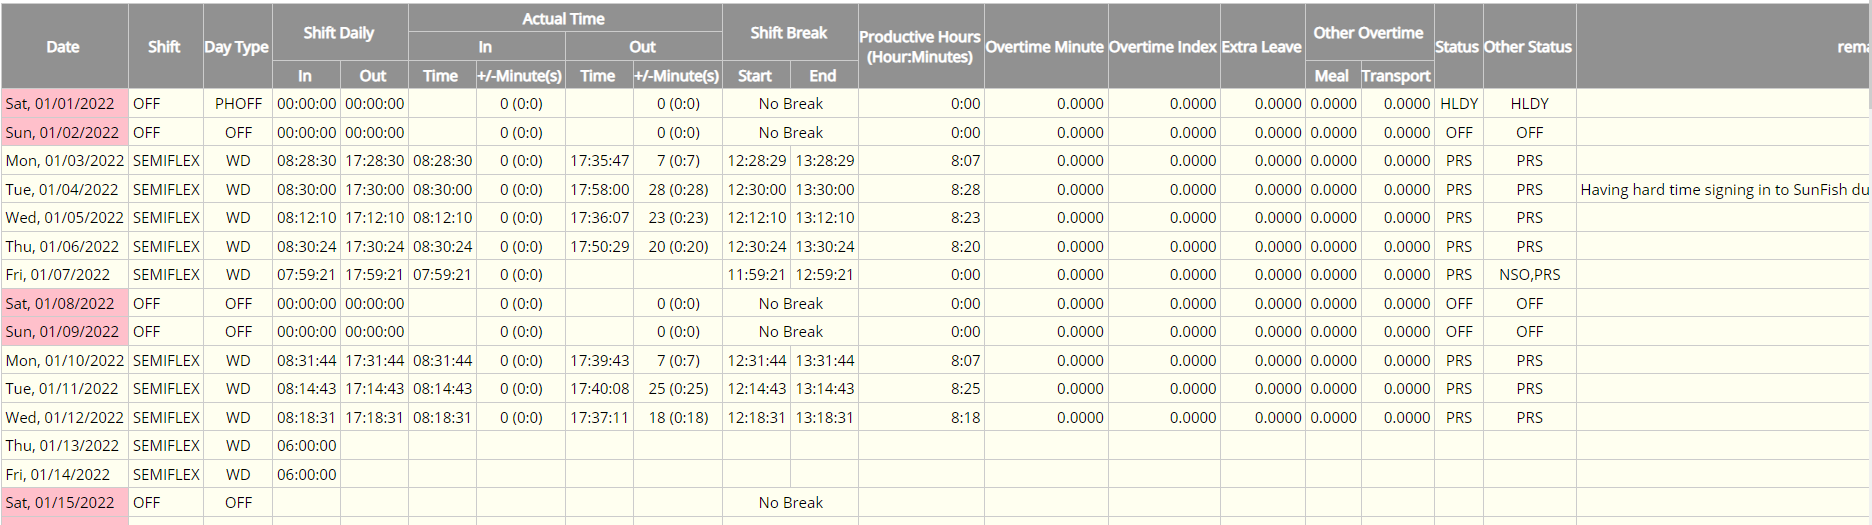 Date Shift Day Type Shift Daily Actual Time Shift Break Productive Hours (Hour:Minutes) Overtime Minute Overtime Index Extra Leave Other Overtime Status Other Status rema
In Out
In Out Time +/-Minute(s) Time +/-Minute(s) Start End Meal Transport
Sat, 01/01/2022 OFF PHOFF 00:00:00 00:00:00 0 (0:0) 0 (0:0) No Break 0:00 0.0000 0.0000 0.0000 0.0000 0.0000 HLDY HLDY
Sun, 01/02/2022 OFF OFF 00:00:00 00:00:00 0 (0:0) 0 (0:0) No Break 0:00 0.0000 0.0000 0.0000 0.0000 0.0000 OFF OFF
Mon, 01/03/2022 SEMIFLEX WD 08:28:30 17:28:30 08:28:30 0 (0:0) 17:35:47 7 (0:7) 12:28:29 13:28:29 8:07 0.0000 0.0000 0.0000 0.0000 0.0000 PRS PRS
Tue, 01/04/2022 SEMIFLEX WD 08:30:00 17:30:00 08:30:00 0 (0:0) 17:58:00 28 (0:28) 12:30:00 13:30:00 8:28 0.0000 0.0000 0.0000 0.0000 0.0000 PRS PRS Having hard time signing in to SunFish du
Wed, 01/05/2022 SEMIFLEX WD 08:12:10 17:12:10 08:12:10 0 (0:0) 17:36:07 23 (0:23) 12:12:10 13:12:10 8:23 0.0000 0.0000 0.0000 0.0000 0.0000 PRS PRS
Thu, 01/06/2022 SEMIFLEX WD 08:30:24 17:30:24 08:30:24 0 (0:0) 17:50:29 20 (0:20) 12:30:24 13:30:24 8:20 0.0000 0.0000 0.0000 0.0000 0.0000 PRS PRS
Fri, 01/07/2022 SEMIFLEX WD 07:59:21 17:59:21 07:59:21 0 (0:0) 11:59:21 12:59:21 0:00 0.0000 0.0000 0.0000 0.0000 0.0000 PRS NSO,PRS
Sat, 01/08/2022 OFF OFF 00:00:00 00:00:00 0 (0:0) 0 (0:0) No Break 0:00 0.0000 0.0000 0.0000 0.0000 0.0000 OFF OFF
Sun, 01/09/2022 OFF OFF 00:00:00 00:00:00 0 (0:0) 0 (0:0) No Break 0:00 0.0000 0.0000 0.0000 0.0000 0.0000 OFF OFF
Mon, 01/10/2022 SEMIFLEX WD 08:31:44 17:31:44 08:31:44 0 (0:0) 17:39:43 7 (0:7) 12:31:44 13:31:44 8:07 0.0000 0.0000 0.0000 0.0000 0.0000 PRS PRS
Tue, 01/11/2022 SEMIFLEX WD 08:14:43 17:14:43 08:14:43 0 (0:0) 17:40:08 25 (0:25) 12:14:43 13:14:43 8:25 0.0000 0.0000 0.0000 0.0000 0.0000 PRS PRS
Wed, 01/12/2022 SEMIFLEX WD 08:18:31 17:18:31 08:18:31 0 (0:0) 17:37:11 18 (0:18) 12:18:31 13:18:31 8:18 0.0000 0.0000 0.0000 0.0000 0.0000 PRS PRS
Thu, 01/13/2022 SEMIFLEX WD 06:00:00
Fri, 01/14/2022 SEMIFLEX WD 06:00:00
Sat, 01/15/2022 OFF OFF No Break